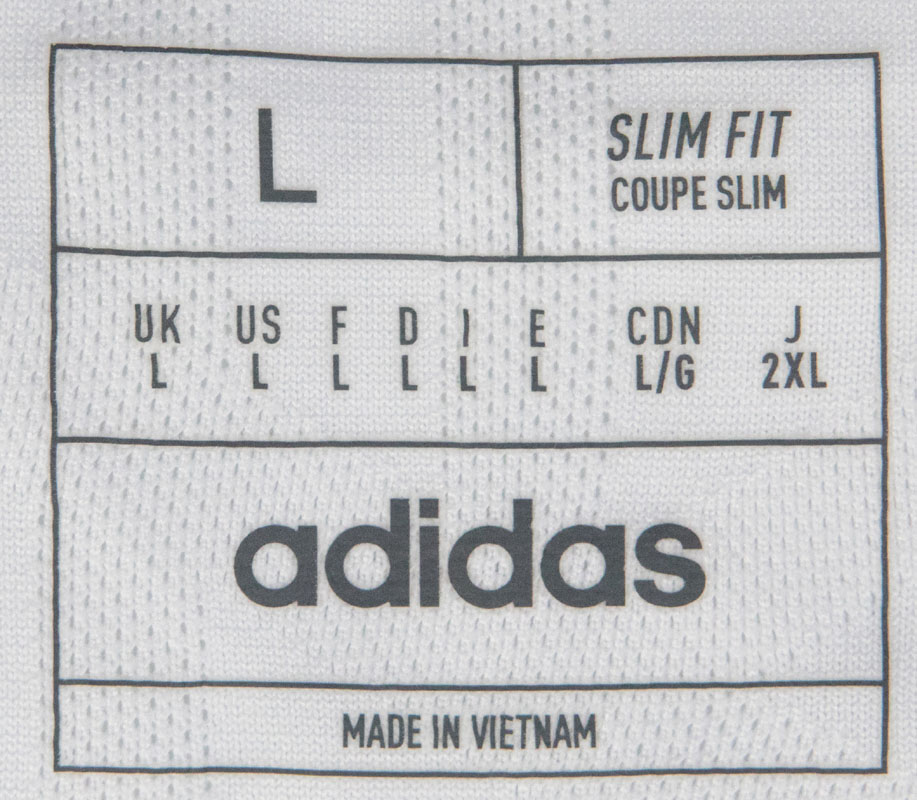 L
SLIM FIT
COUPE SLIM
UK US F D I E CDN J
L L L L L L L/G 2XL
adidas
MADE IN VIETNAM